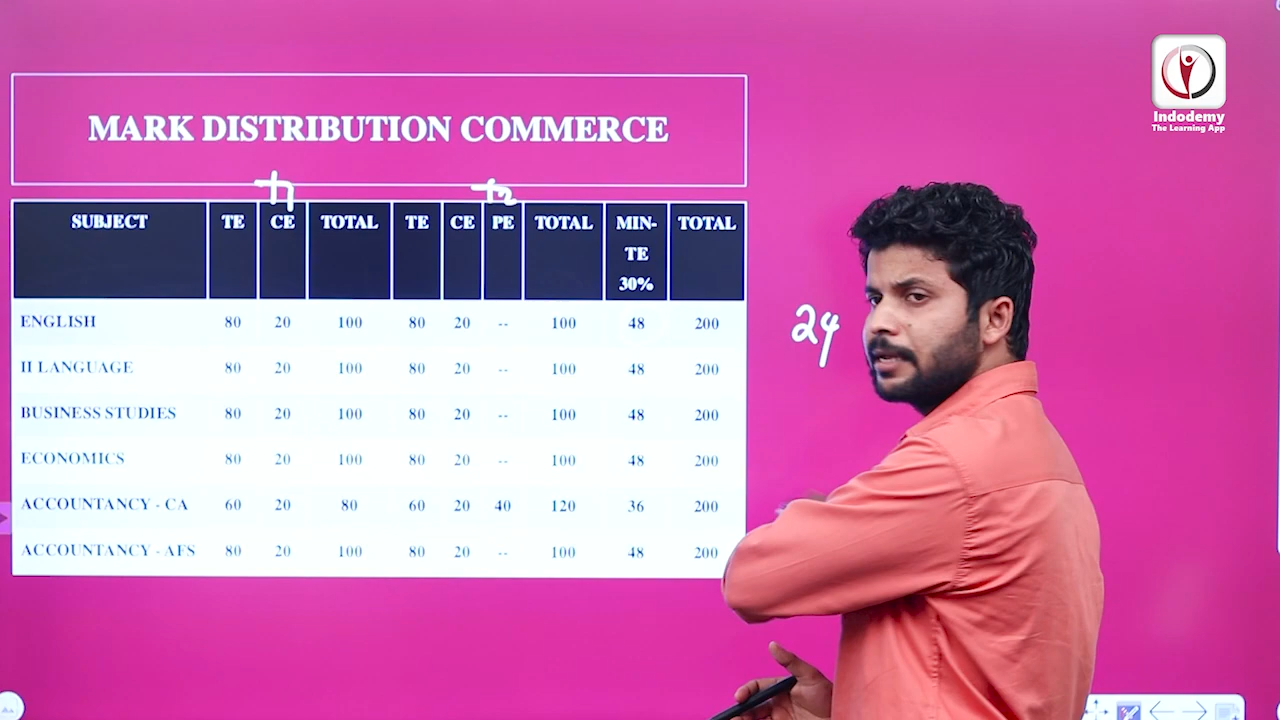 Indodemy
The Learning App
MARK DISTRIBUTION COMMERCE
+1 +2
SUBJECT TE CE TOTAL TE CE PE TOTAL MIN-TE 30% TOTAL
ENGLISH 80 20 100 80 20 -- 100 48 200
II LANGUAGE 80 20 100 80 20 -- 100 48 200
BUSINESS STUDIES 80 20 100 80 20 -- 100 48 200
ECONOMICS 80 20 100 80 20 -- 100 48 200
ACCOUNTANCY - CA 60 20 80 60 20 40 120 36 200
ACCOUNTANCY - AFS 80 20 100 80 20 -- 100 48 200
24